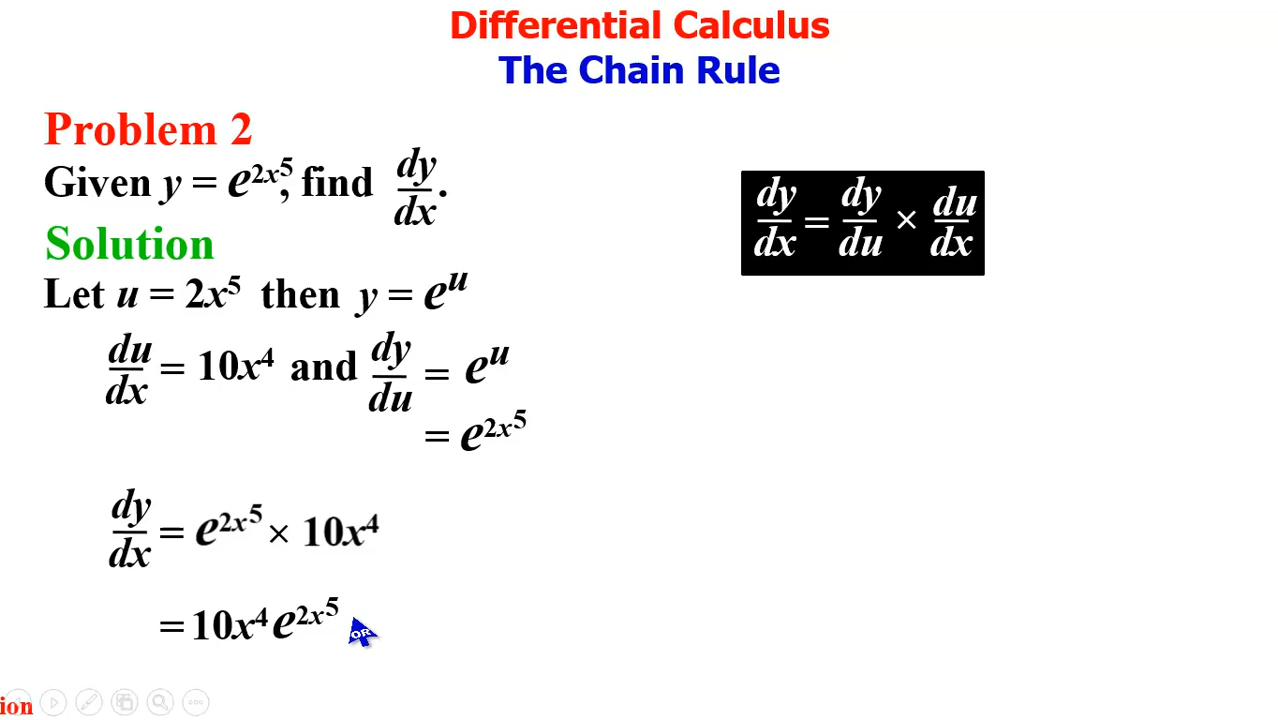 Differential Calculus
The Chain Rule
Problem 2
Given y = e^{2x^5}, find dy/dx.
Solution
Let u = 2x^5 then y = e^u
du/dx = 10x^4 and dy/du = e^u
= e^{2x^5}
dy/dx = e^{2x^5} × 10x^4
= 10x^4 e^{2x^5}
dy/dx = dy/du × du/dx
OR
ion